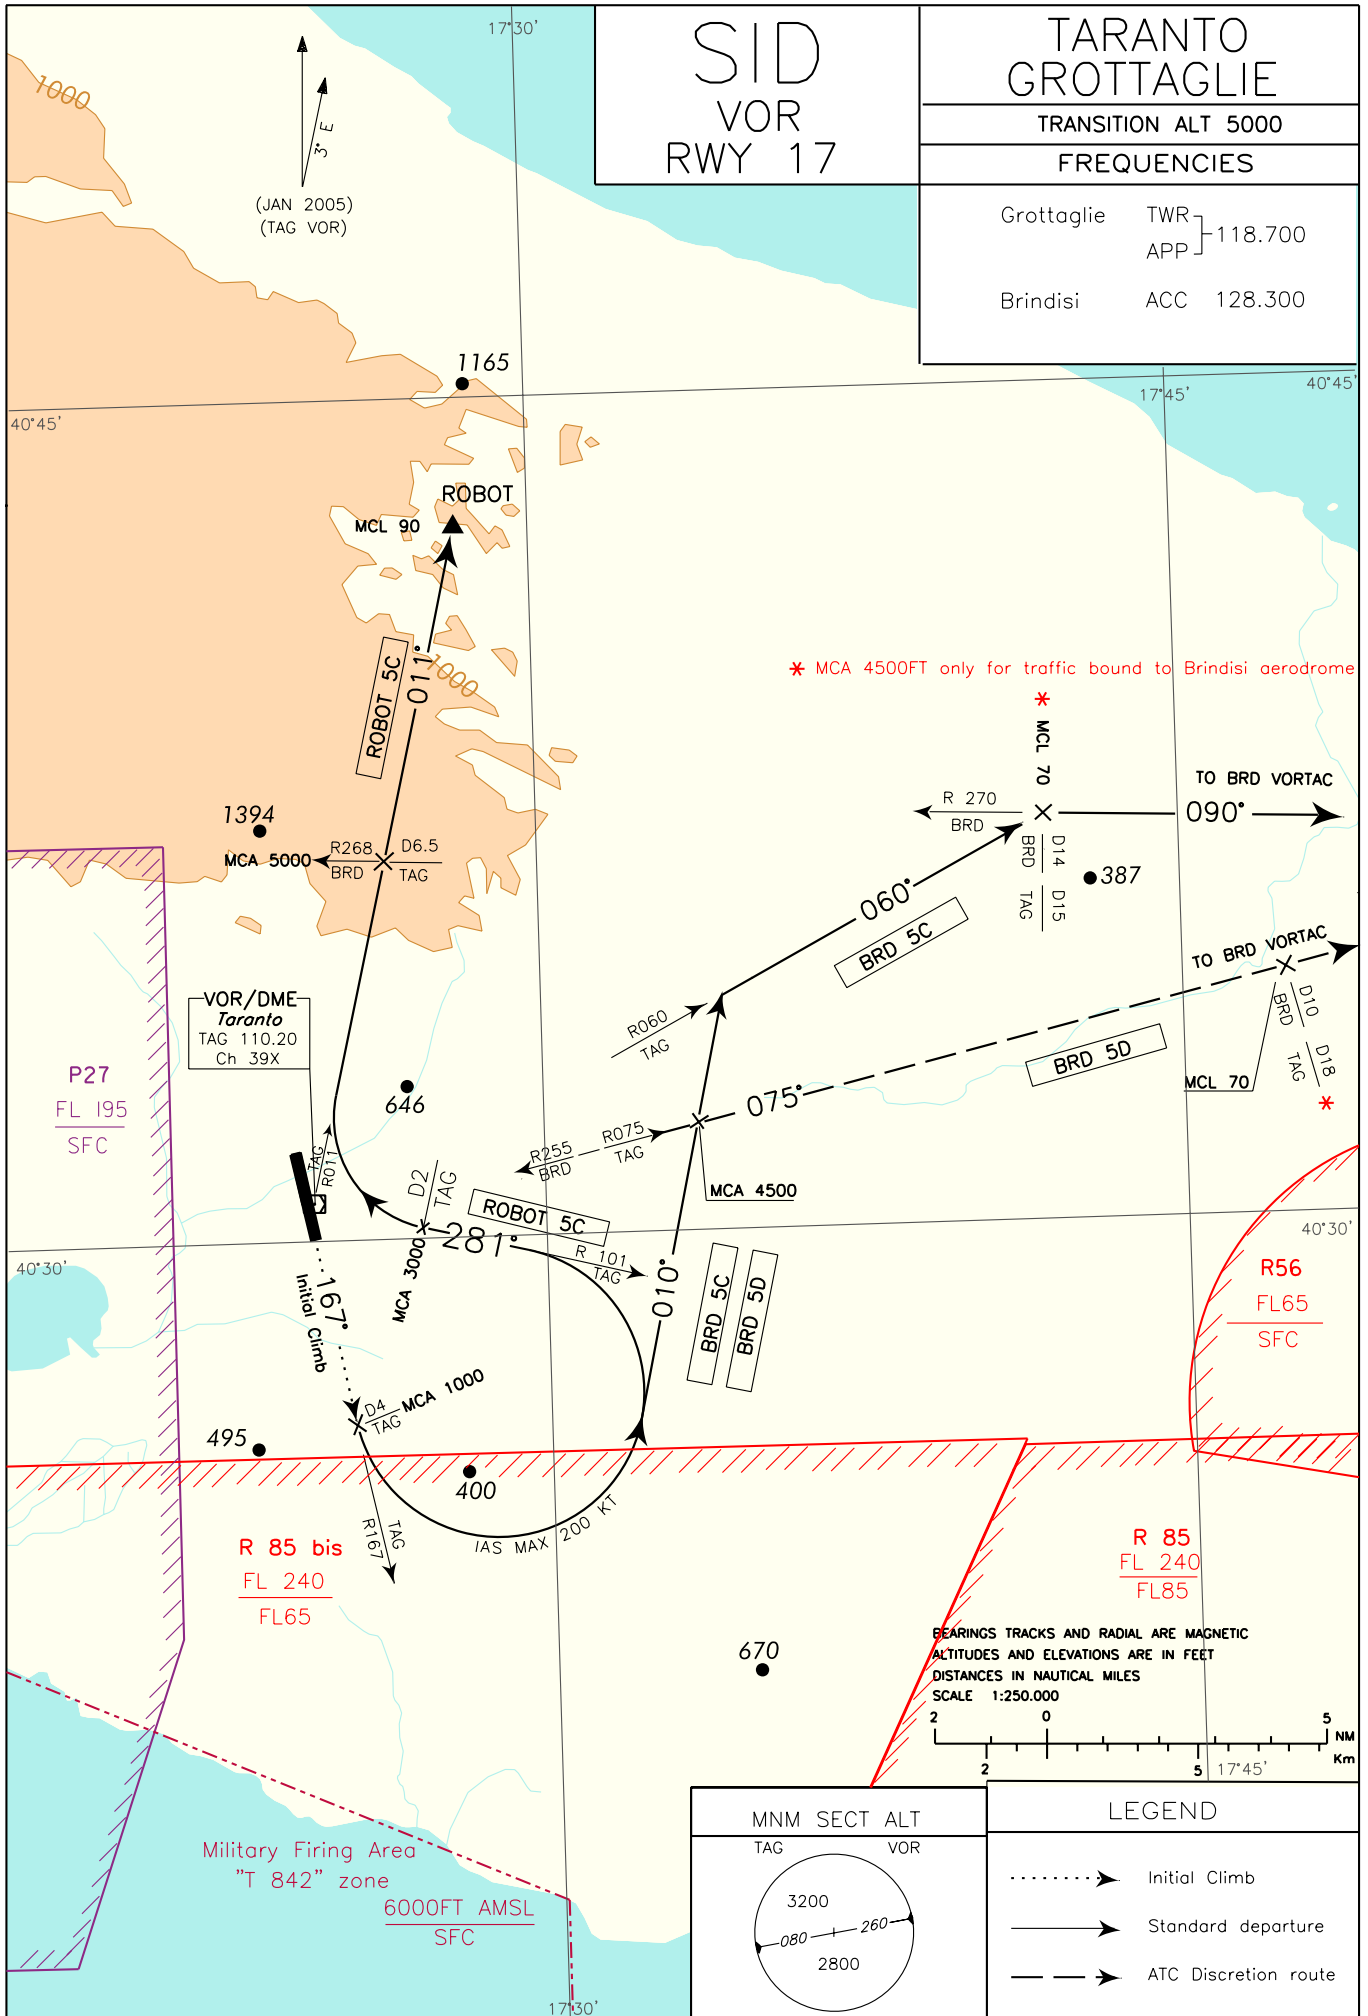 17°30'
SID
VOR
RWY 17
TARANTO
GROTTAGLIE
TRANSITION ALT 5000
FREQUENCIES
Grottaglie TWR
APP
118.700
Brindisi ACC 128.300
1000
3° E
(JAN 2005)
(TAG VOR)
1165
40°45'
17°45'
40°45'
ROBOT
MCL 90
ROBOT 5C
011°
1000
* MCA 4500FT only for traffic bound to Brindisi aerodrome
*
MCL 70
TO BRD VORTAC
R 270
BRD
090°
D14
BRD
D15
TAG
387
1394
MCA 5000
R268
BRD
D6.5
TAG
060°
BRD 5C
TO BRD VORTAC
D10
BRD
D18
TAG
*
MCL 70
BRD 5D
075°
R060
TAG
R075
TAG
R255
BRD
MCA 4500
VOR/DME
Taranto
TAG 110.20
Ch 39X
646
P27
FL 195
SFC
TAG
R011
D2
TAG
ROBOT 5C
281°
R 101
TAG
MCA 3000
010°
BRD 5C
BRD 5D
40°30'
40°30'
R56
FL65
SFC
167°
Initial Climb
D4
TAG
MCA 1000
495
400
IAS MAX 200 KT
TAG
R167
R 85 bis
FL 240
FL65
R 85
FL 240
FL85
670
BEARINGS TRACKS AND RADIAL ARE MAGNETIC
ALTITUDES AND ELEVATIONS ARE IN FEET
DISTANCES IN NAUTICAL MILES
SCALE 1:250.000
2 0 5
NM
Km
2 5
17°45'
Military Firing Area
"T 842" zone
6000FT AMSL
SFC
17°30'
MNM SECT ALT
TAG VOR
3200
080 260
2800
LEGEND
Initial Climb
Standard departure
ATC Discretion route